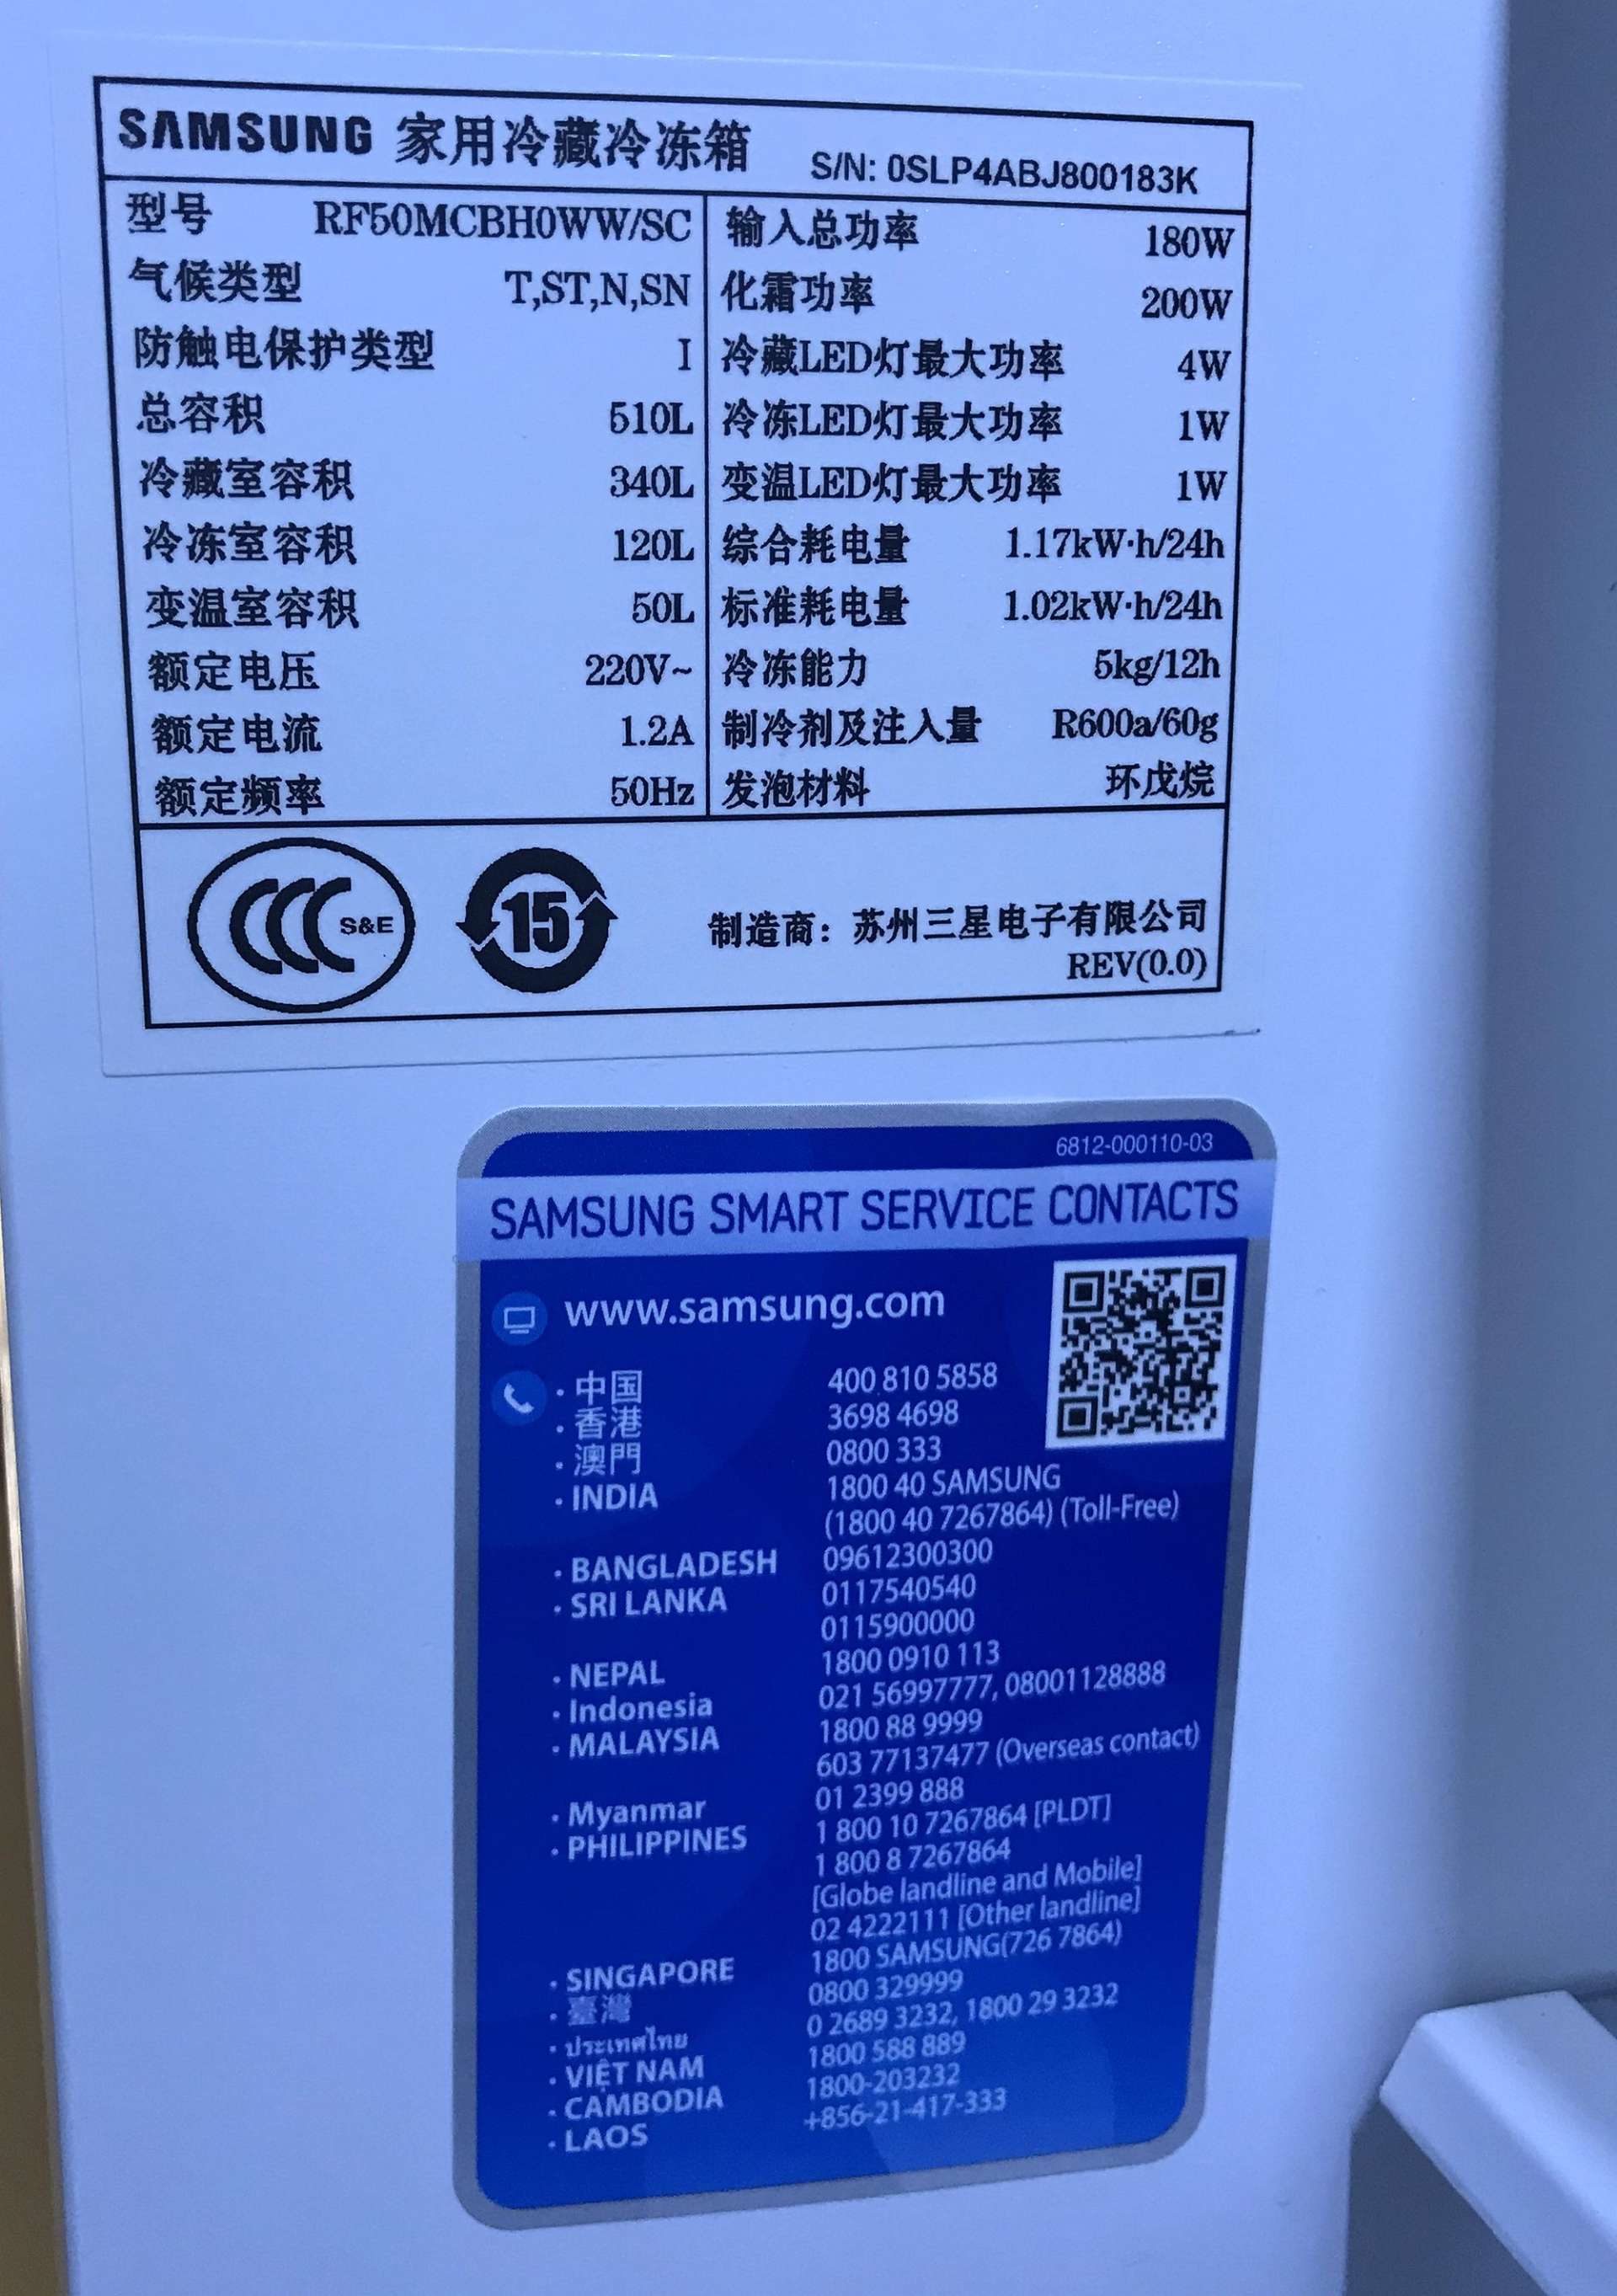 SAMSUNG 家用冷藏冷冻箱 S/N: 0SLP4ABJ800183K
型号 RF50MCBH0WW/SC
气候类型 T,ST,N,SN
防触电保护类型 I
总容积 510L
冷藏室容积 340L
冷冻室容积 120L
变温室容积 50L
额定电压 220V~
额定电流 1.2A
额定频率 50Hz
输入总功率 180W
化霜功率 200W
冷藏LED灯最大功率 4W
冷冻LED灯最大功率 1W
变温LED灯最大功率 1W
综合耗电量 1.17kW·h/24h
标准耗电量 1.02kW·h/24h
冷冻能力 5kg/12h
制冷剂及注入量 R600a/60g
发泡材料 环戊烷
CCC S&E
15
制造商：苏州三星电子有限公司
REV(0.0)
6812-000110-03
SAMSUNG SMART SERVICE CONTACTS
www.samsung.com
· 中国 400 810 5858
· 香港 3698 4698
· 澳門 0800 333
· INDIA 1800 40 SAMSUNG
(1800 40 7267864) (Toll-Free)
· BANGLADESH 09612300300
· SRI LANKA 0117540540
0115900000
· NEPAL 1800 0910 113
· Indonesia 021 56997777, 08001128888
· MALAYSIA 1800 88 9999
603 77137477 (Overseas contact)
· Myanmar 01 2399 888
· PHILIPPINES 1 800 10 7267864 [PLDT]
1 800 8 7267864
[Globe landline and Mobile]
02 4222111 [Other landline]
· SINGAPORE 1800 SAMSUNG(726 7864)
· 臺灣 0800 329999
· ประเทศไทย 0 2689 3232, 1800 29 3232
· VIỆT NAM 1800 588 889
· CAMBODIA 1800-203232
· LAOS +856-21-417-333